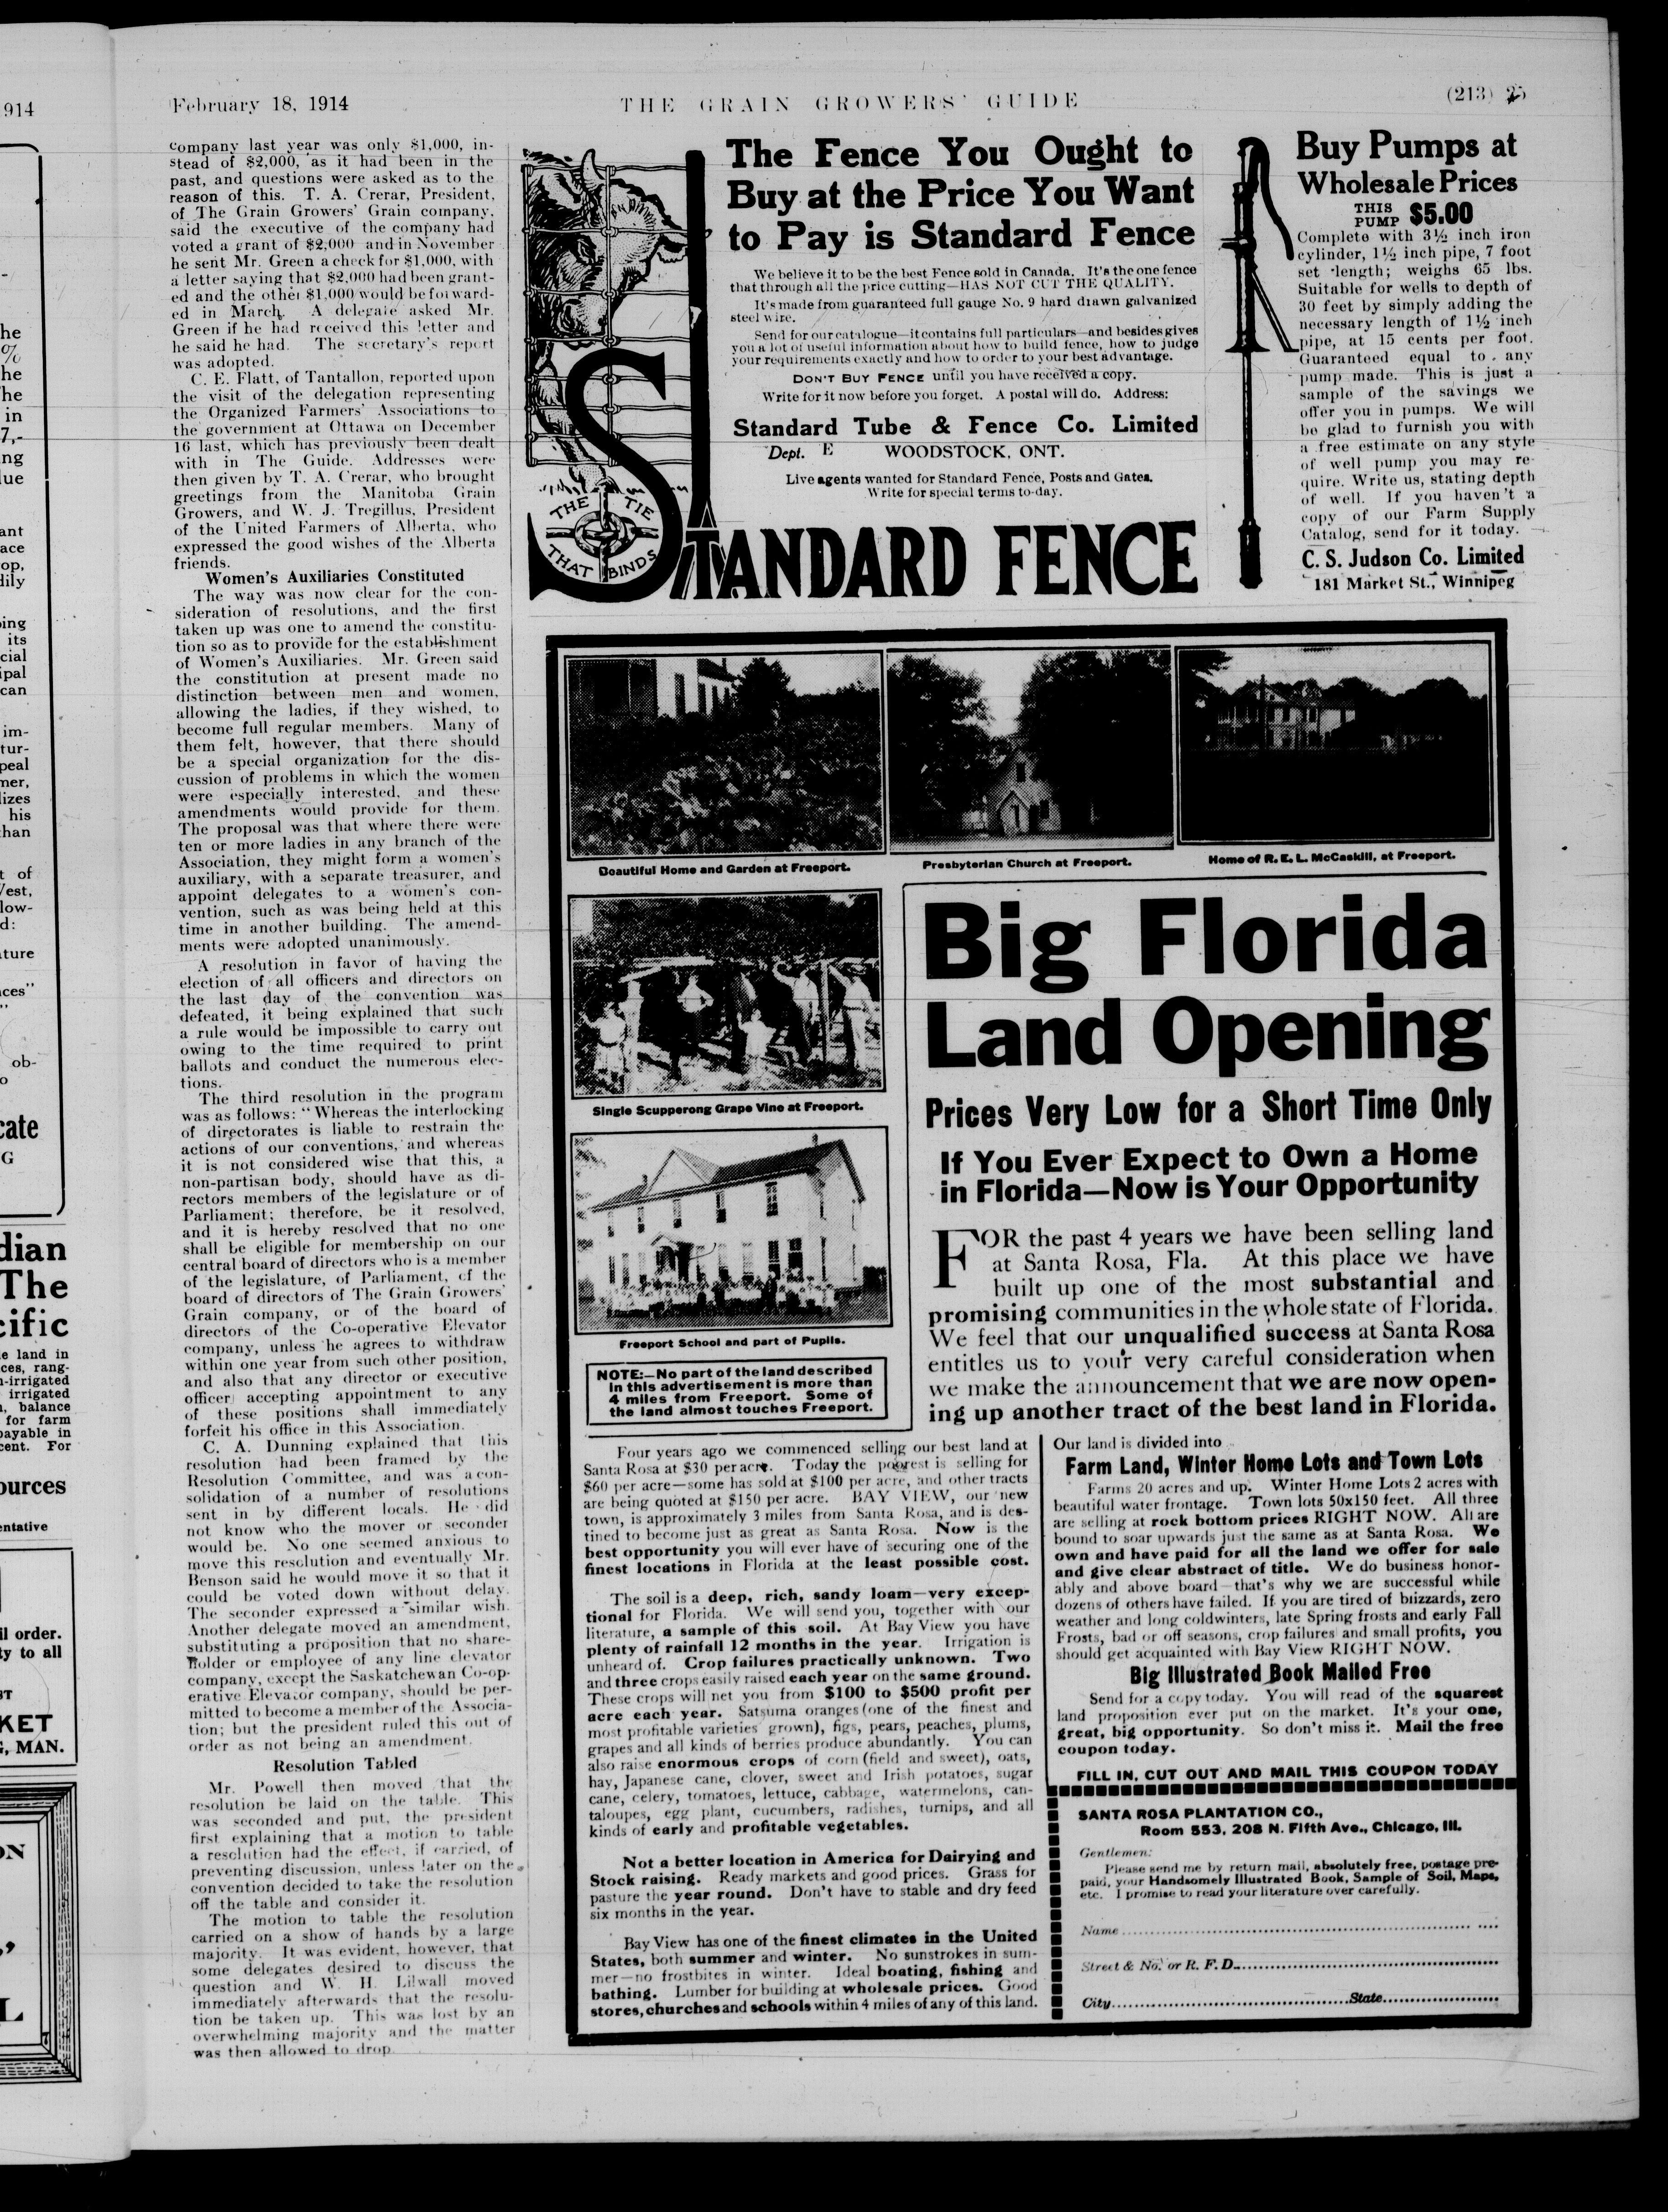 February 18, 1914
THE GRAIN GROWERS' GUIDE
(213) 25
company last year was only $1,000, in-
stead of $2,000, as it had been in the
past, and questions were asked as to the
reason of this. T. A. Crerar, President,
of The Grain Growers' Grain company,
said the executive of the company had
voted a grant of $2,000 and in November
he sent Mr. Green a check for $1,000, with
a letter saying that $2,000 had been grant-
ed and the other $1,000 would be forward-
ed in March. A delegate asked Mr.
Green if he had received this letter and
he said he had. The secretary's report
was adopted.
C. E. Flatt, of Tantallon, reported upon
the visit of the delegation representing
the Organized Farmers' Associations to
the government at Ottawa on December
16 last, which has previously been dealt
with in The Guide. Addresses were
then given by T. A. Crerar, who brought
greetings from the Manitoba Grain
Growers, and W. J. Tregillus, President
of the United Farmers of Alberta, who
expressed the good wishes of the Alberta
friends.
Women's Auxiliaries Constituted
The way was now clear for the con-
sideration of resolutions, and the first
taken up was one to amend the constitu-
tion so as to provide for the establishment
of Women's Auxiliaries. Mr. Green said
the constitution at present made no
distinction between men and women,
allowing the ladies, if they wished, to
become full regular members. Many of
them felt, however, that there should
be a special organization for the dis-
cussion of problems in which the women
were especially interested, and these
amendments would provide for them.
The proposal was that where there were
ten or more ladies in any branch of the
Association, they might form a women's
auxiliary, with a separate treasurer, and
appoint delegates to a women's con-
vention, such as was being held at this
time in another building. The amend-
ments were adopted unanimously.
A resolution in favor of having the
election of all officers and directors on
the last day of the convention was
defeated, it being explained that such
a rule would be impossible to carry out
owing to the time required to print
ballots and conduct the numerous elec-
tions.
The third resolution in the program
was as follows: "Whereas the interlocking
of directorates is liable to restrain the
actions of our conventions, and whereas
it is not considered wise that this, a
non-partisan body, should have as di-
rectors members of the legislature or of
Parliament; therefore, be it resolved,
and it is hereby resolved that no one
shall be eligible for membership on our
central board of directors who is a member
of the legislature, of Parliament, of the
board of directors of The Grain Growers'
Grain company, or of the board of
directors of the Co-operative Elevator
company, unless he agrees to withdraw
within one year from such other position,
and also that any director or executive
officer accepting appointment to any
of these positions shall immediately
forfeit his office in this Association.
C. A. Dunning explained that this
resolution had been framed by the
Resolution Committee, and was a con-
solidation of a number of resolutions
sent in by different locals. He did
not know who the mover or seconder
would be. No one seemed anxious to
move this resolution and eventually Mr.
Benson said he would move it so that it
could be voted down without delay.
The seconder expressed a similar wish.
Another delegate moved an amendment,
substituting a proposition that no share-
holder or employee of any line elevator
company, except the Saskatchewan Co-op-
erative Elevator company, should be per-
mitted to become a member of the Associa-
tion; but the president ruled this out of
order as not being an amendment.
Resolution Tabled
Mr. Powell then moved that the
resolution be laid on the table. This
was seconded and put, the president
first explaining that a motion to table
a resolution had the effect, if carried, of
preventing discussion, unless later on the
convention decided to take the resolution
off the table and consider it.
The motion to table the resolution
carried on a show of hands by a large
majority. It was evident, however, that
some delegates desired to discuss the
question and W. H. Lilwall moved
immediately afterwards that the resolu-
tion be taken up. This was lost by an
overwhelming majority and the matter
was then allowed to drop.
The Fence You Ought to
Buy at the Price You Want
to Pay is Standard Fence
We believe it to be the best Fence sold in Canada. It's the one fence
that through all the price cutting—HAS NOT CUT THE QUALITY.
It's made from guaranteed full gauge No. 9 hard drawn galvanized
steel wire.
Send for our catalogue—it contains full particulars—and besides gives
you a lot of useful information about how to build fence, how to judge
your requirements exactly and how to order to your best advantage.
DON'T BUY FENCE until you have received a copy.
Write for it now before you forget. A postal will do. Address:
Standard Tube & Fence Co. Limited
Dept. E WOODSTOCK, ONT.
Live agents wanted for Standard Fence, Posts and Gates.
Write for special terms to-day.
THE TIE
THAT BINDS
STANDARD FENCE
Buy Pumps at
Wholesale Prices
THIS PUMP $5.00
Complete with 3½ inch iron
cylinder, 1½ inch pipe, 7 foot
set length; weighs 65 lbs.
Suitable for wells to depth of
30 feet by simply adding the
necessary length of 1½ inch
pipe, at 15 cents per foot.
Guaranteed equal to any
pump made. This is just a
sample of the savings we
offer you in pumps. We will
be glad to furnish you with
a free estimate on any style
of well pump you may re-
quire. Write us, stating depth
of well. If you haven't a
copy of our Farm Supply
Catalog, send for it today.
C. S. Judson Co. Limited
181 Market St., Winnipeg
Beautiful Home and Garden at Freeport.
Presbyterian Church at Freeport.
Home of R. E. L. McCaskill, at Freeport.
Single Scupperong Grape Vine at Freeport.
Freeport School and part of Pupils.
NOTE:—No part of the land described
in this advertisement is more than
4 miles from Freeport. Some of
the land almost touches Freeport.
Big Florida
Land Opening
Prices Very Low for a Short Time Only
If You Ever Expect to Own a Home
in Florida—Now is Your Opportunity
FOR the past 4 years we have been selling land
at Santa Rosa, Fla. At this place we have
built up one of the most substantial and
promising communities in the whole state of Florida.
We feel that our unqualified success at Santa Rosa
entitles us to your very careful consideration when
we make the announcement that we are now open-
ing up another tract of the best land in Florida.
Four years ago we commenced selling our best land at
Santa Rosa at $30 per acre. Today the poorest is selling for
$60 per acre—some has sold at $100 per acre, and other tracts
are being quoted at $150 per acre. BAY VIEW, our new
town, is approximately 3 miles from Santa Rosa, and is des-
tined to become just as great as Santa Rosa. Now is the
best opportunity you will ever have of securing one of the
finest locations in Florida at the least possible cost.
The soil is a deep, rich, sandy loam—very excep-
tional for Florida. We will send you, together with our
literature, a sample of this soil. At Bay View you have
plenty of rainfall 12 months in the year. Irrigation is
unheard of. Crop failures practically unknown. Two
and three crops easily raised each year on the same ground.
These crops will net you from $100 to $500 profit per
acre each year. Satsuma oranges (one of the finest and
most profitable varieties grown), figs, pears, peaches, plums,
grapes and all kinds of berries produce abundantly. You can
also raise enormous crops of corn (field and sweet), oats,
hay, Japanese cane, clover, sweet and Irish potatoes, sugar
cane, celery, tomatoes, lettuce, cabbage, watermelons, can-
taloupes, egg plant, cucumbers, radishes, turnips, and all
kinds of early and profitable vegetables.
Not a better location in America for Dairying and
Stock raising. Ready markets and good prices. Grass for
pasture the year round. Don't have to stable and dry feed
six months in the year.
Bay View has one of the finest climates in the United
States, both summer and winter. No sunstrokes in sum-
mer—no frostbites in winter. Ideal boating, fishing and
bathing. Lumber for building at wholesale prices. Good
stores, churches and schools within 4 miles of any of this land.
Our land is divided into
Farm Land, Winter Home Lots and Town Lots
Farms 20 acres and up. Winter Home Lots 2 acres with
beautiful water frontage. Town lots 50x150 feet. All three
are selling at rock bottom prices RIGHT NOW. All are
bound to soar upwards just the same as at Santa Rosa. We
own and have paid for all the land we offer for sale
and give clear abstract of title. We do business honor-
ably and above board—that's why we are successful while
dozens of others have failed. If you are tired of blizzards, zero
weather and long cold winters, late Spring frosts and early Fall
Frosts, bad or off seasons, crop failures and small profits, you
should get acquainted with Bay View RIGHT NOW.
Big Illustrated Book Mailed Free
Send for a copy today. You will read of the squarest
land proposition ever put on the market. It's your one,
great, big opportunity. So don't miss it. Mail the free
coupon today.
FILL IN, CUT OUT AND MAIL THIS COUPON TODAY
SANTA ROSA PLANTATION CO.,
Room 553, 208 N. Fifth Ave., Chicago, Ill.
Gentlemen:
Please send me by return mail, absolutely free, postage pre-
paid, your Handsomely Illustrated Book, Sample of Soil, Maps,
etc. I promise to read your literature over carefully.
Name
Street & No. or R. F. D.
City State